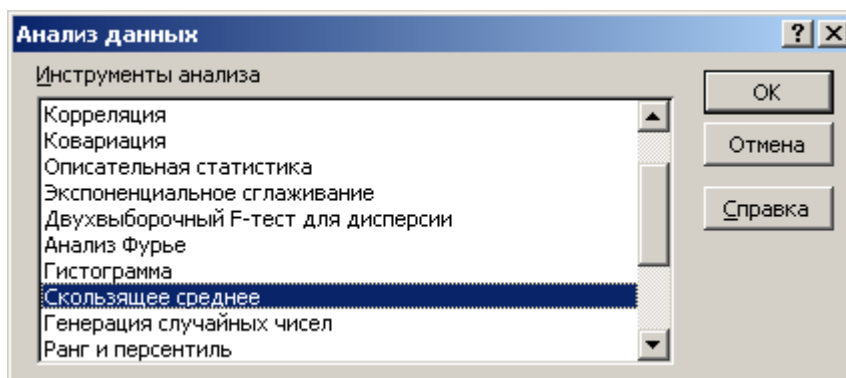 Анализ данных
Инструменты анализа
Корреляция
Ковариация
Описательная статистика
Экспоненциальное сглаживание
Двухвыборочный F-тест для дисперсии
Анализ Фурье
Гистограмма
Скользящее среднее
Генерация случайных чисел
Ранг и персентиль
ОК
Отмена
Справка